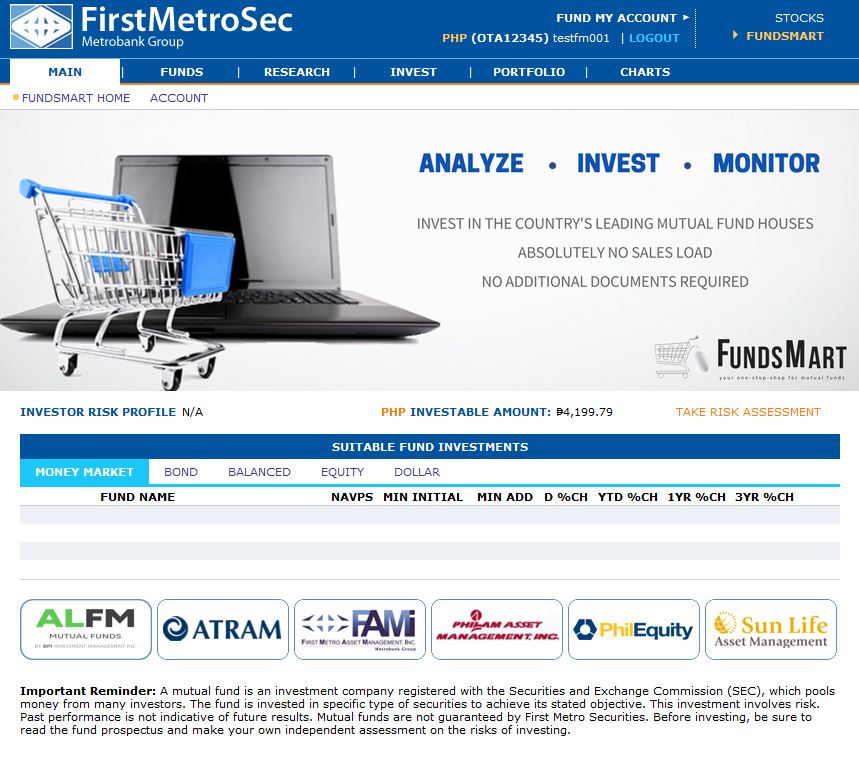 FirstMetroSec
Metrobank Group
FUND MY ACCOUNT ▸
STOCKS
PHP (OTA12345) testfm001 | LOGOUT
FUNDSMART
MAIN | FUNDS | RESEARCH | INVEST | PORTFOLIO | CHARTS
FUNDSMART HOME ACCOUNT
ANALYZE • INVEST • MONITOR
INVEST IN THE COUNTRY'S LEADING MUTUAL FUND HOUSES
ABSOLUTELY NO SALES LOAD
NO ADDITIONAL DOCUMENTS REQUIRED
FUNDSMART
your one-stop-shop for mutual funds
INVESTOR RISK PROFILE N/A PHP INVESTABLE AMOUNT: ₱4,199.79 TAKE RISK ASSESSMENT
SUITABLE FUND INVESTMENTS
MONEY MARKET BOND BALANCED EQUITY DOLLAR
FUND NAME NAVPS MIN INITIAL MIN ADD D %CH YTD %CH 1YR %CH 3YR %CH
ALFM
MUTUAL FUNDS
BY BPI INVESTMENT MANAGEMENT INC.
ATRAM
FAMi
FIRST METRO ASSET MANAGEMENT, INC.
Metrobank Group
PHILAM ASSET
MANAGEMENT, INC.
PhilEquity
Sun Life
Asset Management
Important Reminder: A mutual fund is an investment company registered with the Securities and Exchange Commission (SEC), which pools
money from many investors. The fund is invested in specific type of securities to achieve its stated objective. This investment involves risk.
Past performance is not indicative of future results. Mutual funds are not guaranteed by First Metro Securities. Before investing, be sure to
read the fund prospectus and make your own independent assessment on the risks of investing.